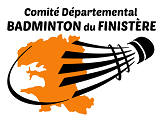 Comité Départemental
BADMINTON du FINISTÈRE